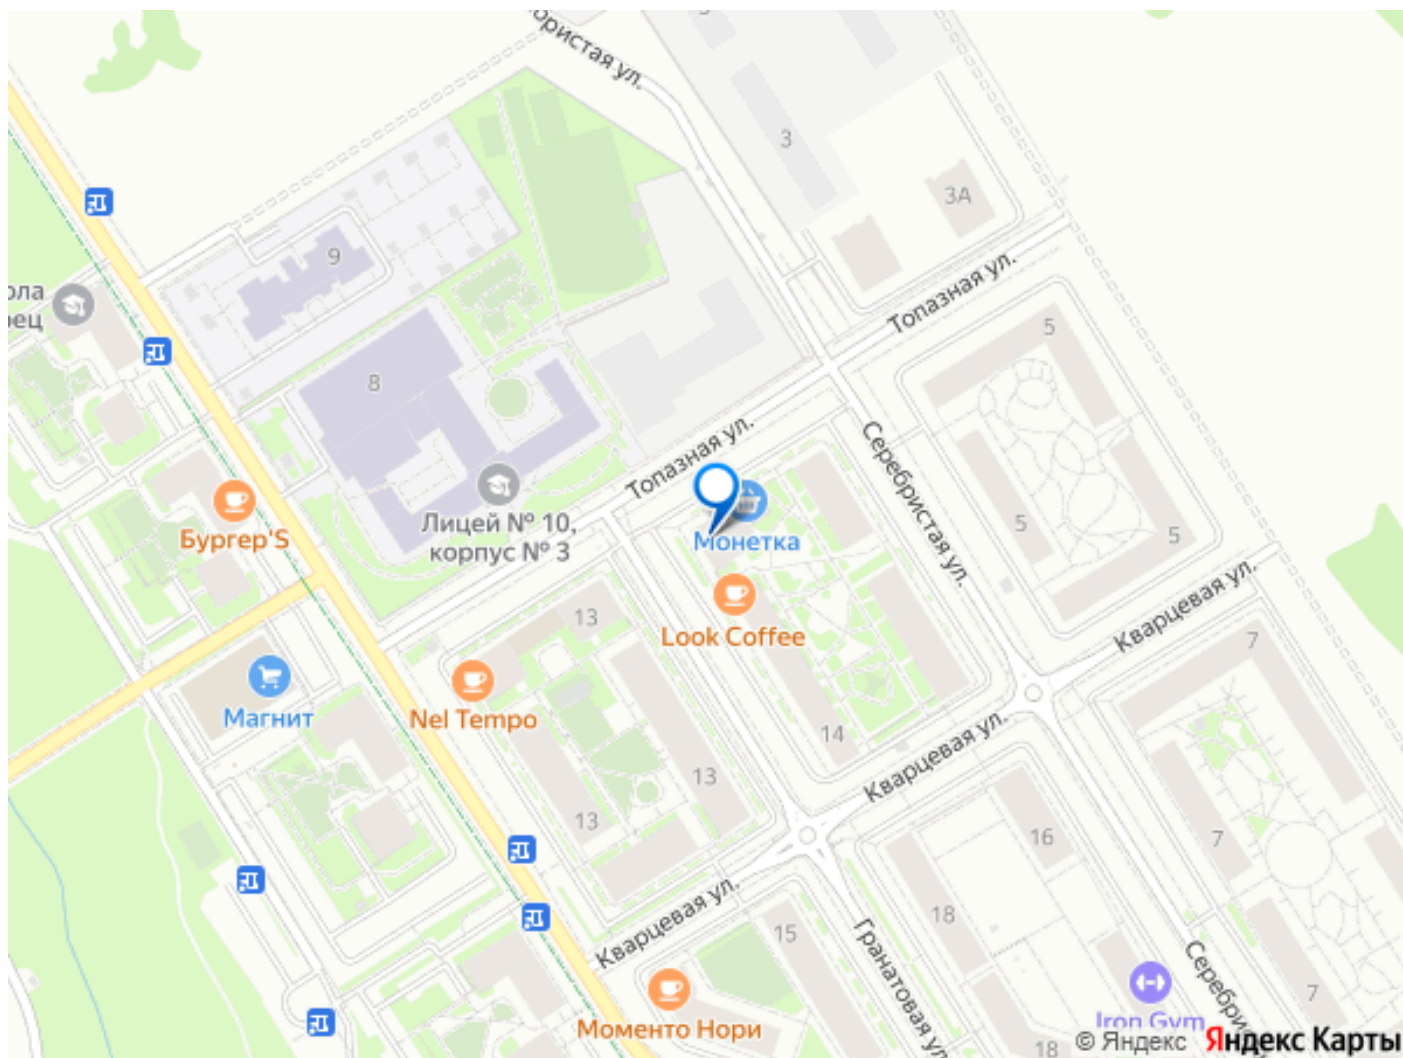 ористая ул.
3
3А
9
ола
рец
Топазная ул.
5
8
Топазная ул.
Серебристая ул.
Лицей № 10,
корпус № 3
Бургер'S
Монетка
5
5
Look Coffee
13
Кварцевая ул.
7
Магнит
Nel Tempo
14
Кварцевая ул.
13
13
16
7
Кварцевая ул.
18
15
Гранатовая ул.
Серебри
7
Моменто Нори
Iron Gym
18
© Яндекс Яндекс Карты